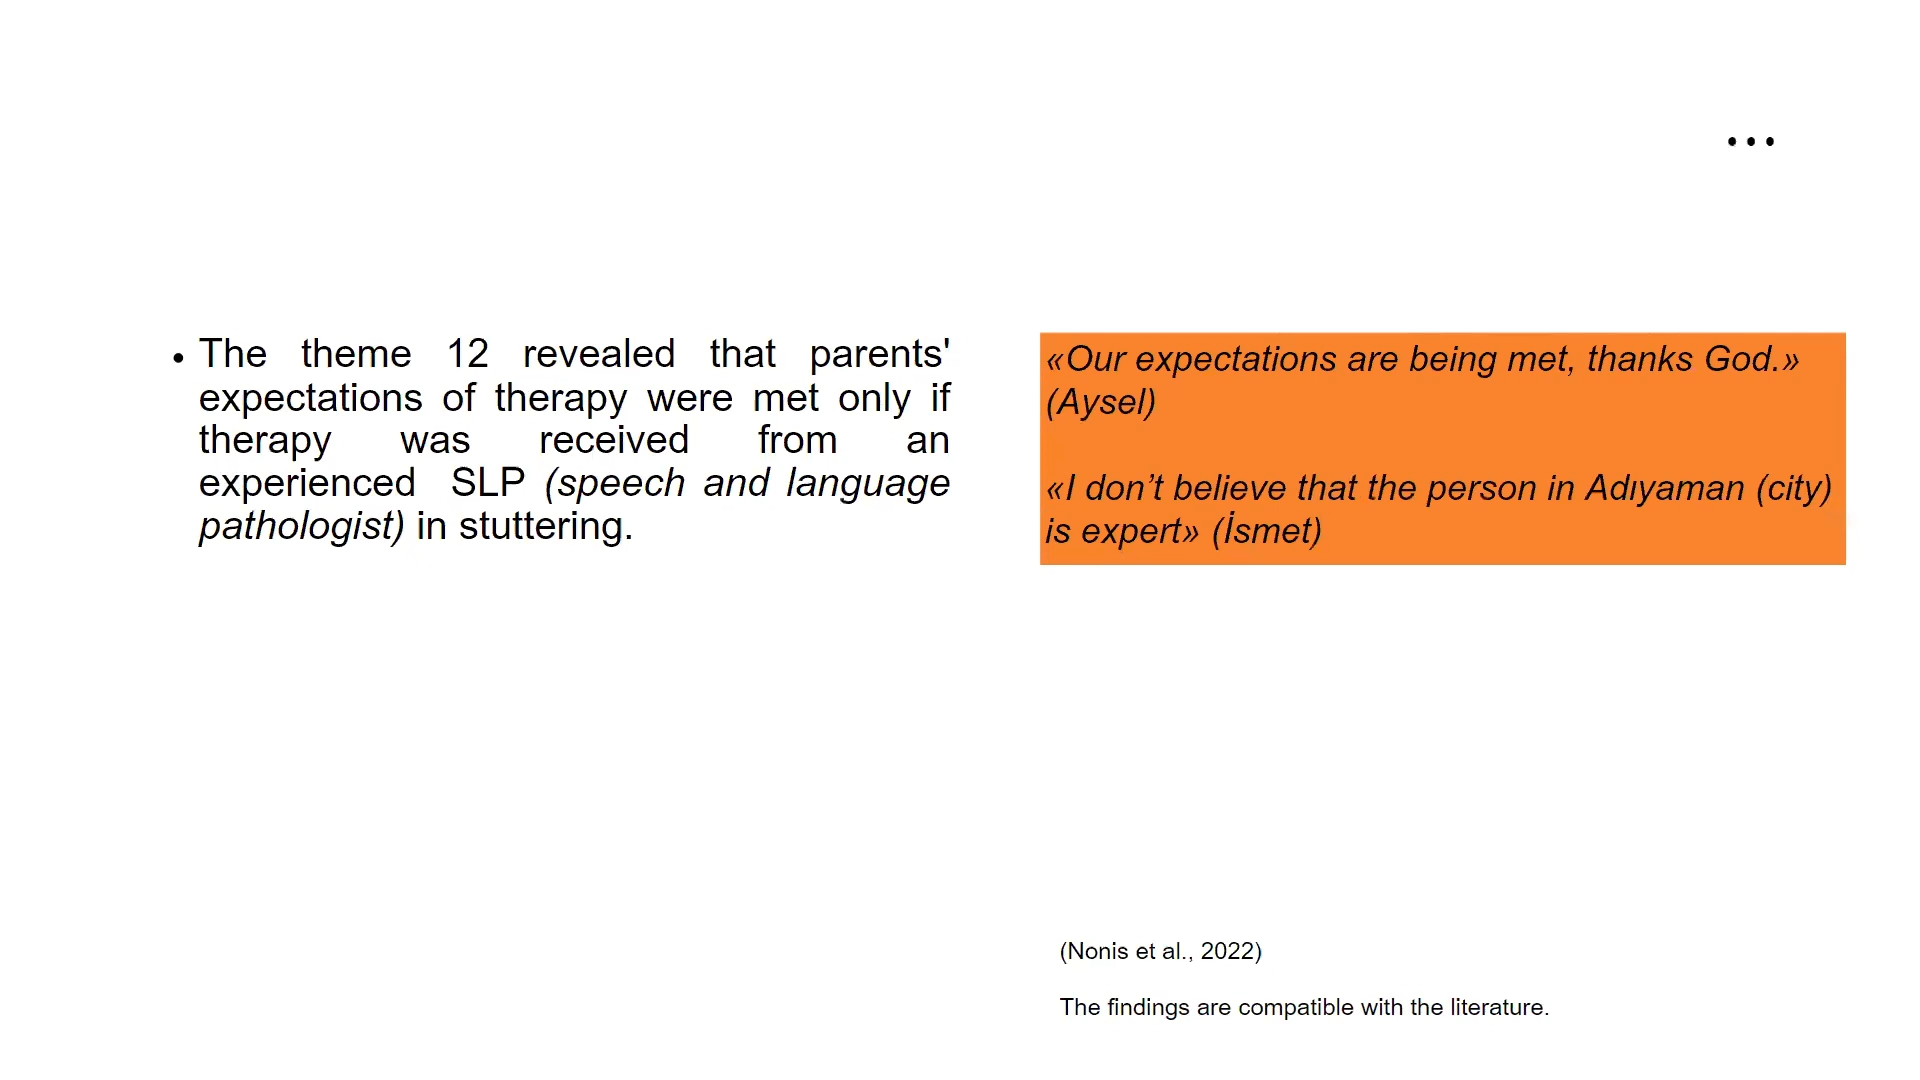 ...
• The theme 12 revealed that parents'
expectations of therapy were met only if
therapy was received from an
experienced SLP (speech and language
pathologist) in stuttering.
«Our expectations are being met, thanks God.»
(Aysel)
«I don’t believe that the person in Adıyaman (city)
is expert» (İsmet)
(Nonis et al., 2022)
The findings are compatible with the literature.